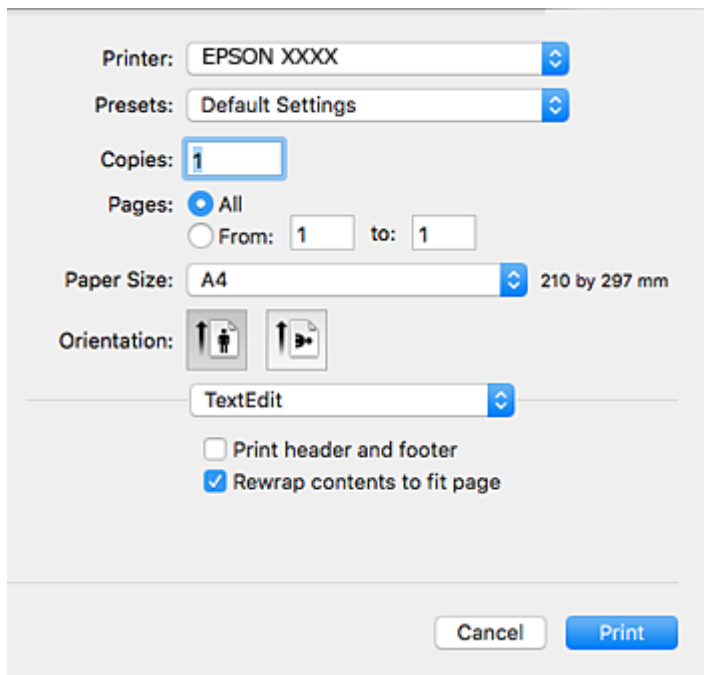 Printer: EPSON XXXX
Presets: Default Settings
Copies: 1
Pages: All
From: 1 to: 1
Paper Size: A4 210 by 297 mm
Orientation:
TextEdit
Print header and footer
Rewrap contents to fit page
Cancel Print